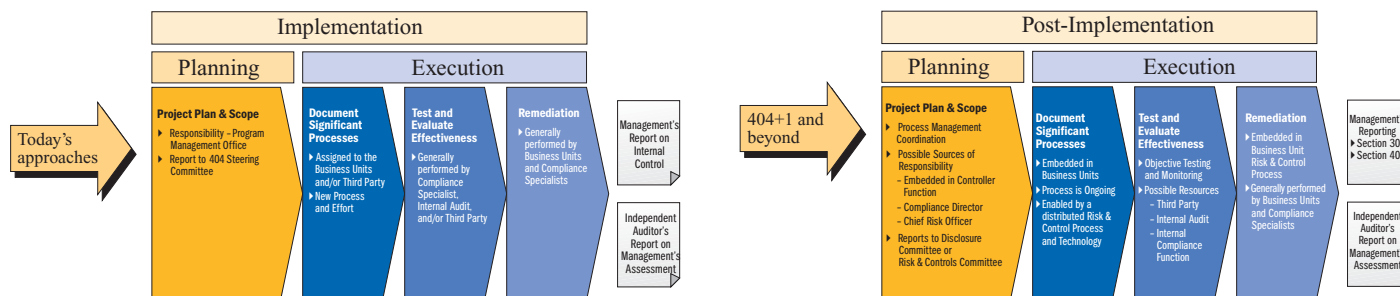 Implementation
Planning
Execution
Today's
approaches
Project Plan & Scope
Responsibility – Program
Management Office
Report to 404 Steering
Committee
Document
Significant
Processes
Assigned to the
Business Units
and/or Third Party
New Process
and Effort
Test and
Evaluate
Effectiveness
Generally
performed by
Compliance
Specialist,
Internal Audit,
and/or Third Party
Remediation
Generally
performed by
Business Units
and Compliance
Specialists
Management's
Report on
Internal
Control
Independent
Auditor's
Report on
Management's
Assessment
Post-Implementation
Planning
Execution
404+1 and
beyond
Project Plan & Scope
Process Management
Coordination
Possible Sources of
Responsibility
– Embedded in Controller
Function
– Compliance Director
– Chief Risk Officer
Reports to Disclosure
Committee or
Risk & Controls Committee
Document
Significant
Processes
Embedded in
Business Units
Process is Ongoing
Enabled by a
distributed Risk &
Control Process
and Technology
Test and
Evaluate
Effectiveness
Objective Testing
and Monitoring
Possible Resources
– Third Party
– Internal Audit
– Internal
Compliance
Function
Remediation
Embedded in
Business Unit
Risk & Control
Process
Generally performed
by Business Units
and Compliance
Specialists
Management
Reporting
Section 30
Section 40
Independent
Auditor's
Report on
Management's
Assessment